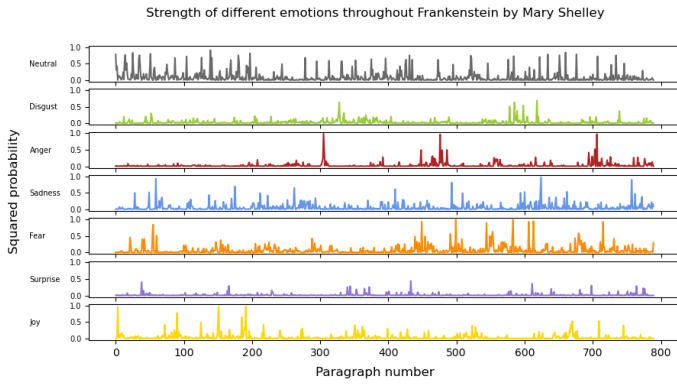 Strength of different emotions throughout Frankenstein by Mary Shelley
Squared probability
Neutral
1.0
0.5
0.0
Disgust
1.0
0.5
0.0
Anger
1.0
0.5
0.0
Sadness
1.0
0.5
0.0
Fear
1.0
0.5
0.0
Surprise
1.0
0.5
0.0
Joy
1.0
0.5
0.0
0 100 200 300 400 500 600 700 800
Paragraph number